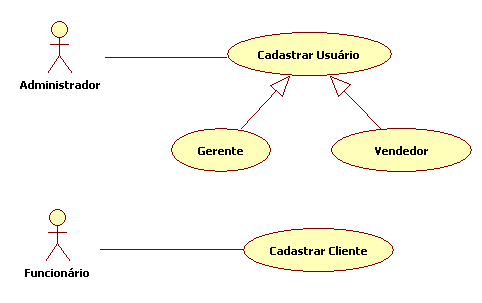 Cadastrar Usuário
Administrador
Gerente
Vendedor
Cadastrar Cliente
Funcionário